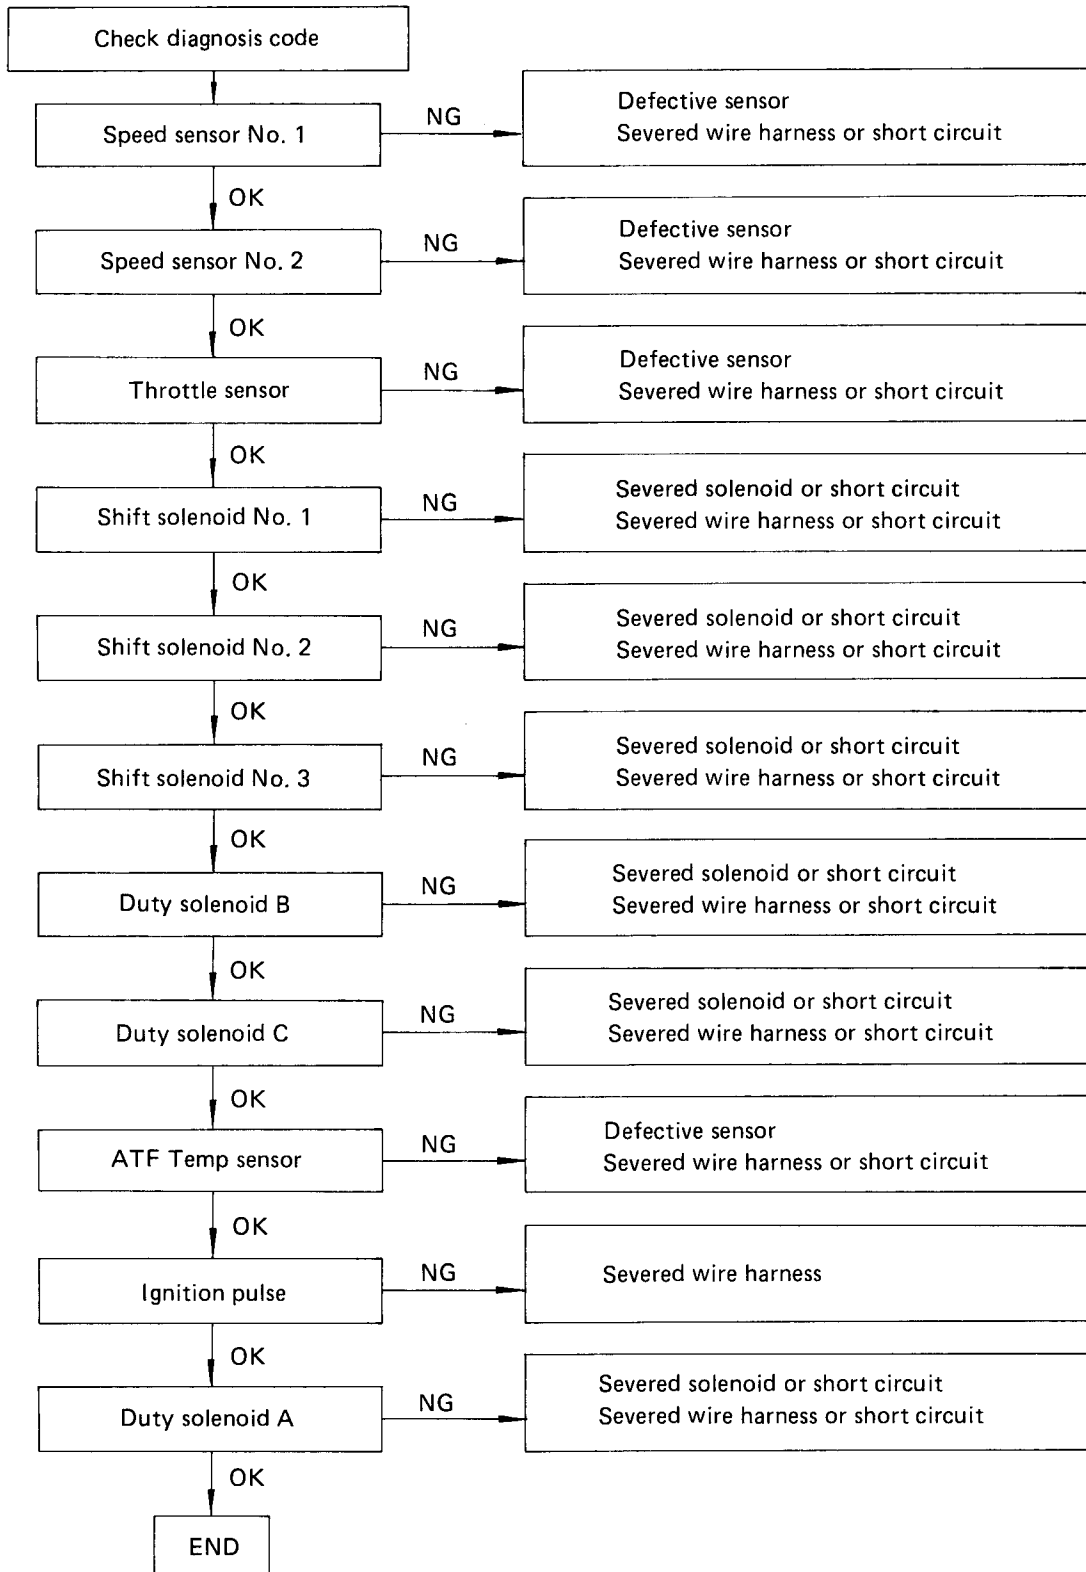 Check diagnosis code
Speed sensor No. 1
NG
Defective sensor
Severed wire harness or short circuit
OK
Speed sensor No. 2
NG
Defective sensor
Severed wire harness or short circuit
OK
Throttle sensor
NG
Defective sensor
Severed wire harness or short circuit
OK
Shift solenoid No. 1
NG
Severed solenoid or short circuit
Severed wire harness or short circuit
OK
Shift solenoid No. 2
NG
Severed solenoid or short circuit
Severed wire harness or short circuit
OK
Shift solenoid No. 3
NG
Severed solenoid or short circuit
Severed wire harness or short circuit
OK
Duty solenoid B
NG
Severed solenoid or short circuit
Severed wire harness or short circuit
OK
Duty solenoid C
NG
Severed solenoid or short circuit
Severed wire harness or short circuit
OK
ATF Temp sensor
NG
Defective sensor
Severed wire harness or short circuit
OK
Ignition pulse
NG
Severed wire harness
OK
Duty solenoid A
NG
Severed solenoid or short circuit
Severed wire harness or short circuit
OK
END